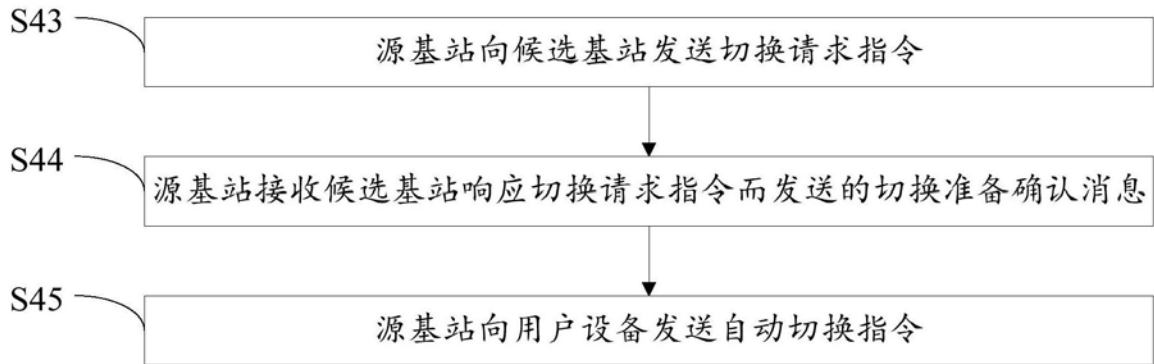 S43
源基站向候选基站发送切换请求指令
S44
源基站接收候选基站响应切换请求指令而发送的切换准备确认消息
S45
源基站向用户设备发送自动切换指令